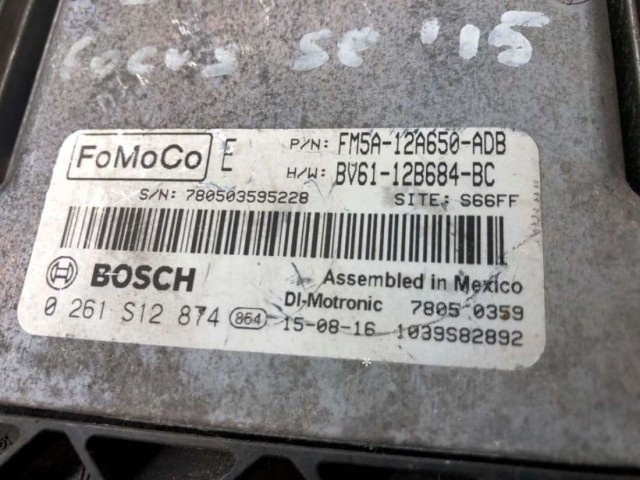 Focus SE '15
FoMoCo E P/N: FM5A-12A650-ADB
H/W: BV61-12B684-BC
S/N: 780503595228 SITE: S66FF
BOSCH Assembled in Mexico
DI-Motronic 7805 0359
0 261 S12 874 864 15-08-16 1039S82892